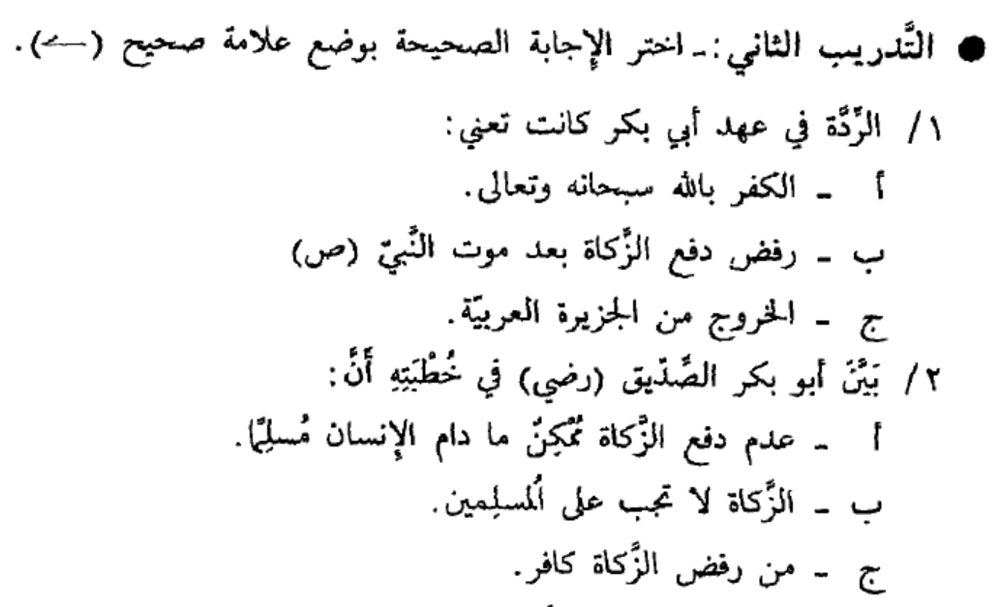 ● التَّدريب الثاني:ـ اختر الإجابة الصحيحة بوضع علامة صحيح (✓).
١/ الرِّدَّة في عهد أبي بكر كانت تعني:
أ ـ الكفر بالله سبحانه وتعالى.
ب ـ رفض دفع الزَّكاة بعد موت النَّبيّ (ص)
ج ـ الخروج من الجزيرة العربيّة.
٢/ بَيَّنَ أبو بكر الصِّدّيق (رضي) في خُطْبَتِهِ أَنَّ:
أ ـ عدم دفع الزَّكاة مُمْكِنٌ ما دام الإنسان مُسلِمًا.
ب ـ الزَّكاة لا تجب على المُسلِمين.
ج ـ من رفض الزَّكاة كافر.